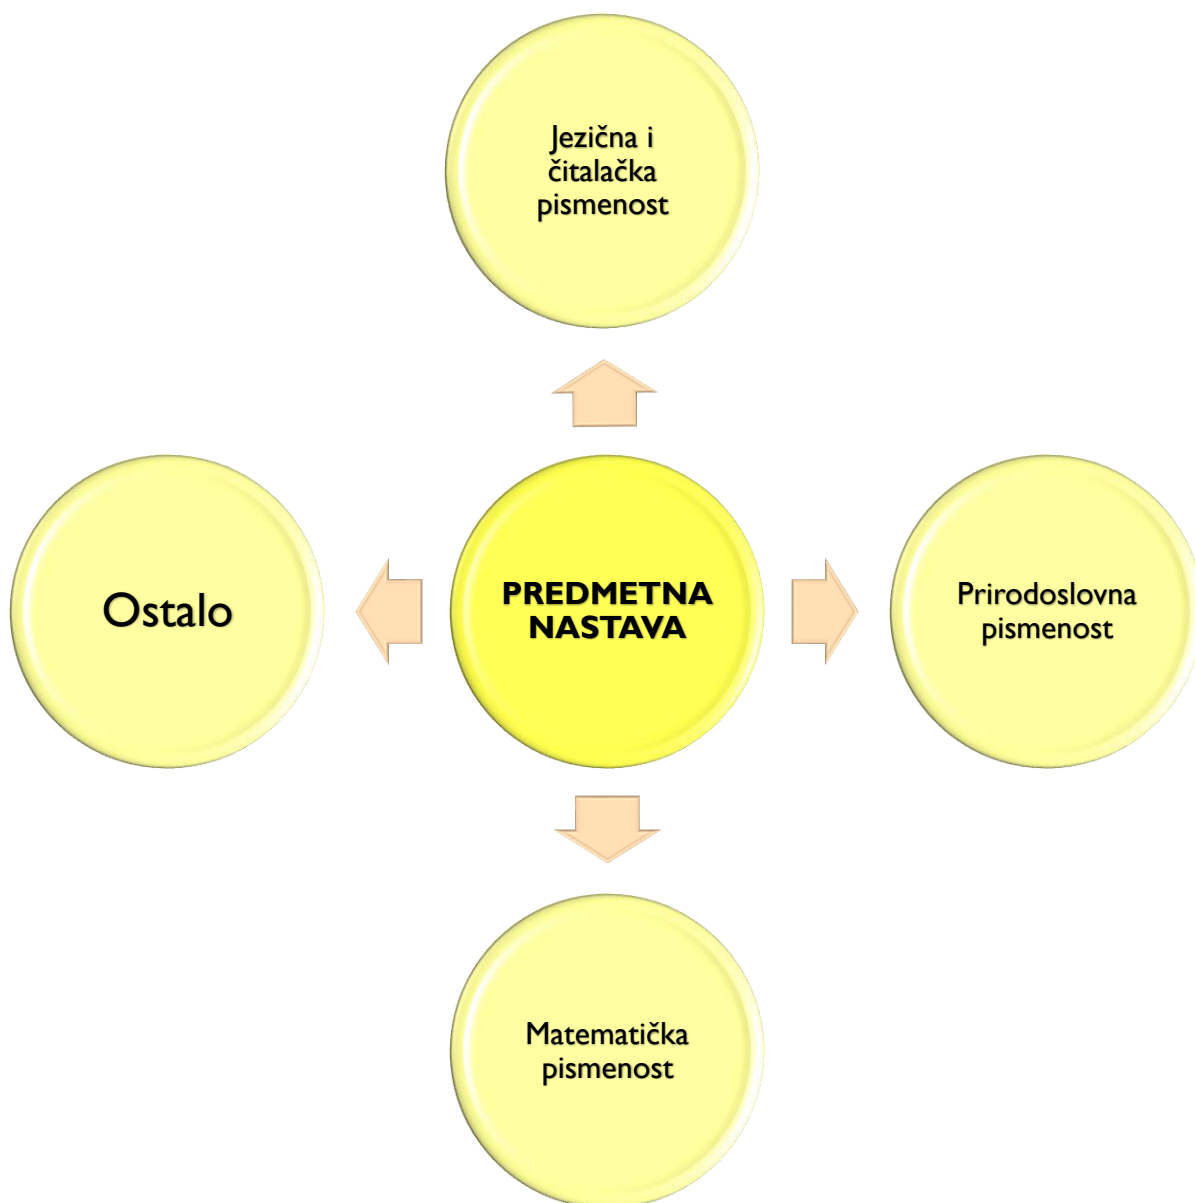 Jezična i
čitalačka
pismenost
Ostalo
PREDMETNA
NASTAVA
Prirodoslovna
pismenost
Matematička
pismenost